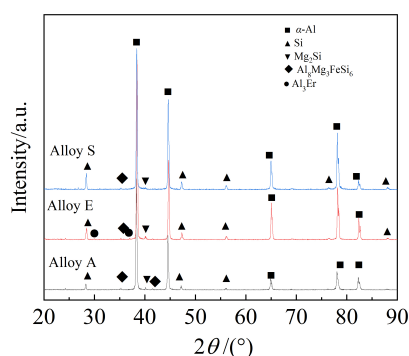 α-Al
Si
Mg₂Si
Al₈Mg₃FeSi₆
Al₃Er
Intensity/a.u.
Alloy S
Alloy E
Alloy A
20 30 40 50 60 70 80 90
2θ/(°)